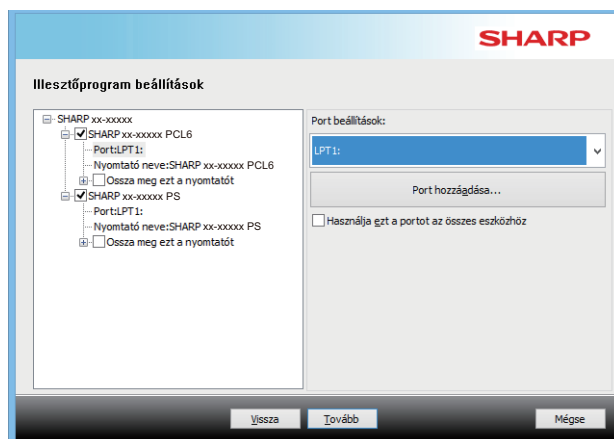 SHARP
Illesztőprogram beállítások
SHARP xx-xxxxx
SHARP xx-xxxxx PCL6
Port:LPT1:
Nyomtató neve:SHARP xx-xxxxx PCL6
Ossza meg ezt a nyomtatót
SHARP xx-xxxxx PS
Port:LPT1:
Nyomtató neve:SHARP xx-xxxxx PS
Ossza meg ezt a nyomtatót
Port beállítások:
LPT1:
Port hozzáadása...
Használja ezt a portot az összes eszközhöz
Vissza
Tovább
Mégse